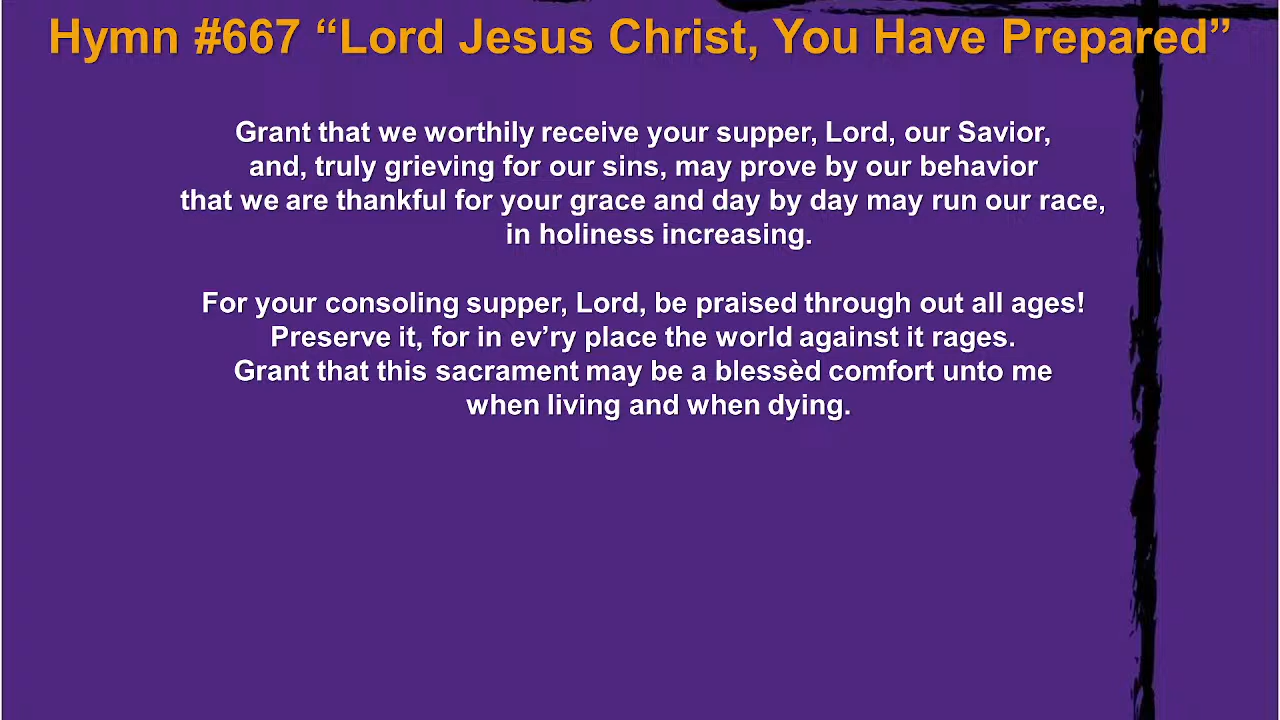 Hymn #667 “Lord Jesus Christ, You Have Prepared”
Grant that we worthily receive your supper, Lord, our Savior,
and, truly grieving for our sins, may prove by our behavior
that we are thankful for your grace and day by day may run our race,
in holiness increasing.
For your consoling supper, Lord, be praised through out all ages!
Preserve it, for in ev’ry place the world against it rages.
Grant that this sacrament may be a blessèd comfort unto me
when living and when dying.